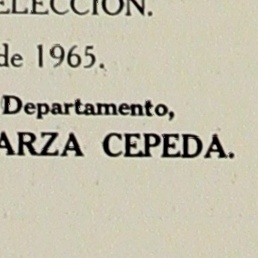 ELECCION.
de 1965.
Departamento,
ARZA CEPEDA.